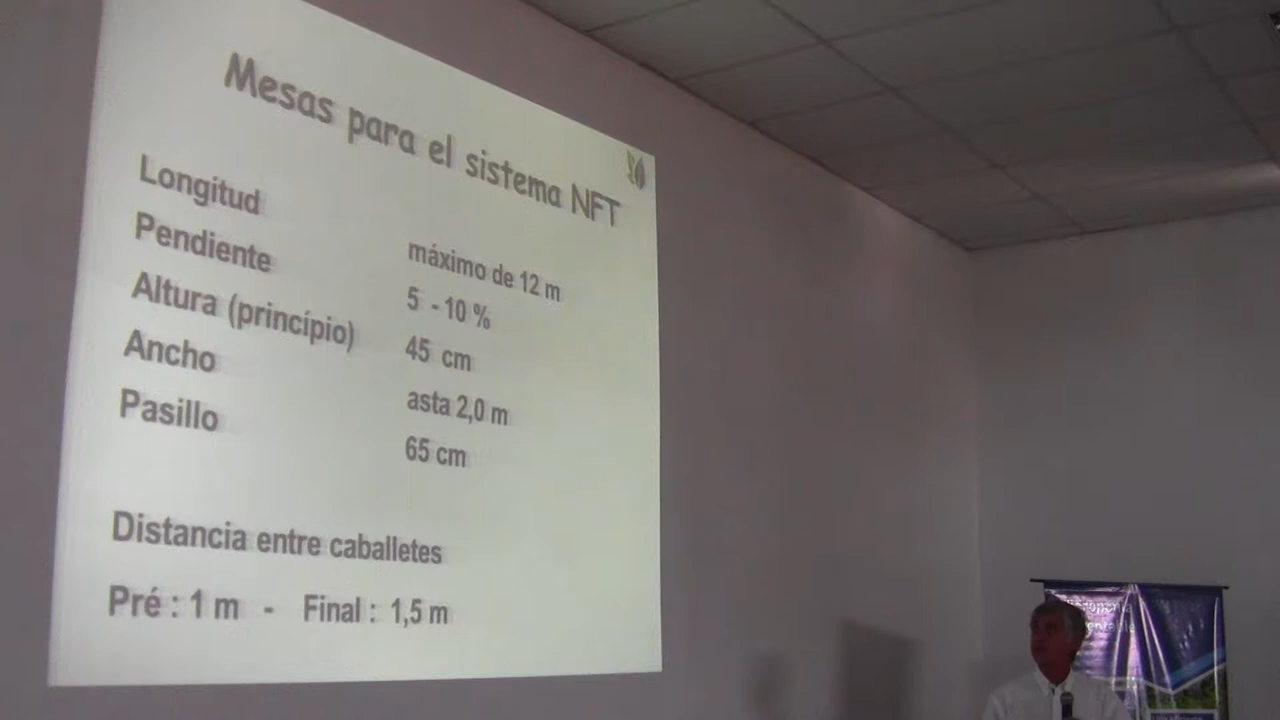 Mesas para el sistema NFT
Longitud máximo de 12 m
Pendiente 5 - 10 %
Altura (princípio) 45 cm
Ancho asta 2,0 m
Pasillo 65 cm
Distancia entre caballetes
Pré : 1 m - Final : 1,5 m